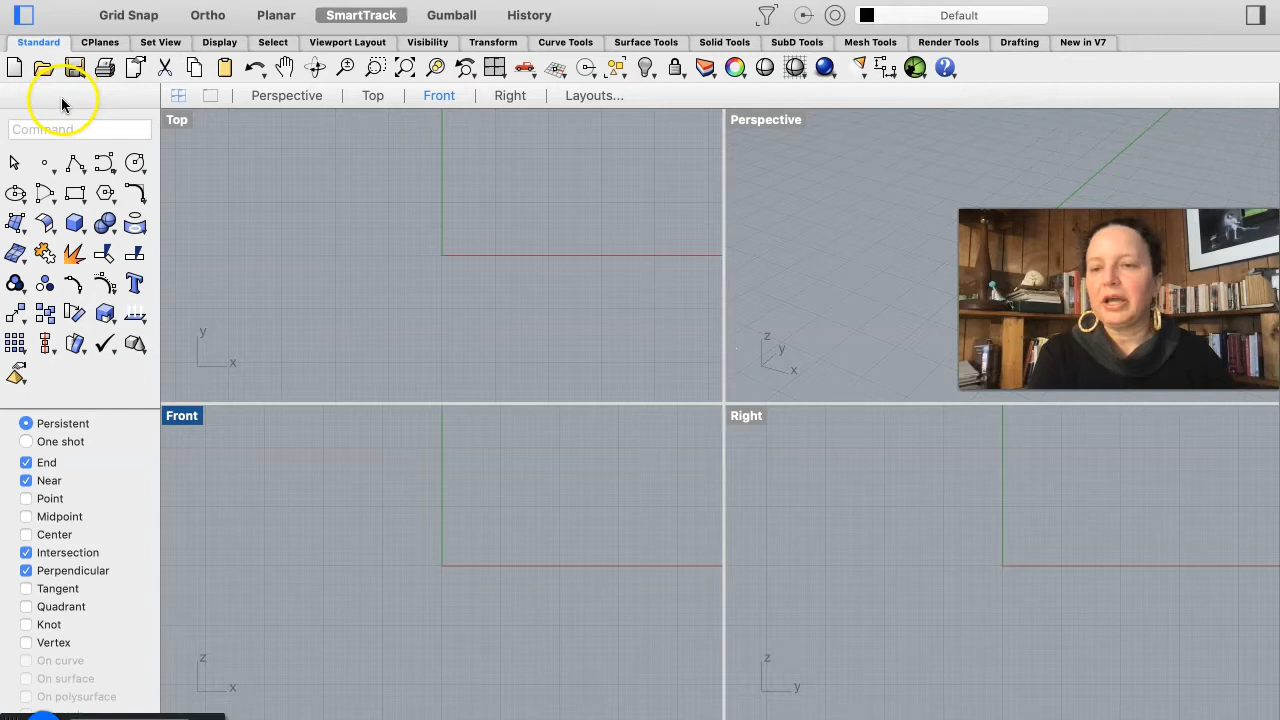 Grid Snap Ortho Planar SmartTrack Gumball History Default
Standard CPlanes Set View Display Select Viewport Layout Visibility Transform Curve Tools Surface Tools Solid Tools SubD Tools Mesh Tools Render Tools Drafting New in V7
Perspective Top Front Right Layouts...
Command
Top
Perspective
y
x
z
y
x
Front
Right
z
x
z
y
Persistent
One shot
End
Near
Point
Midpoint
Center
Intersection
Perpendicular
Tangent
Quadrant
Knot
Vertex
On curve
On surface
On polysurface